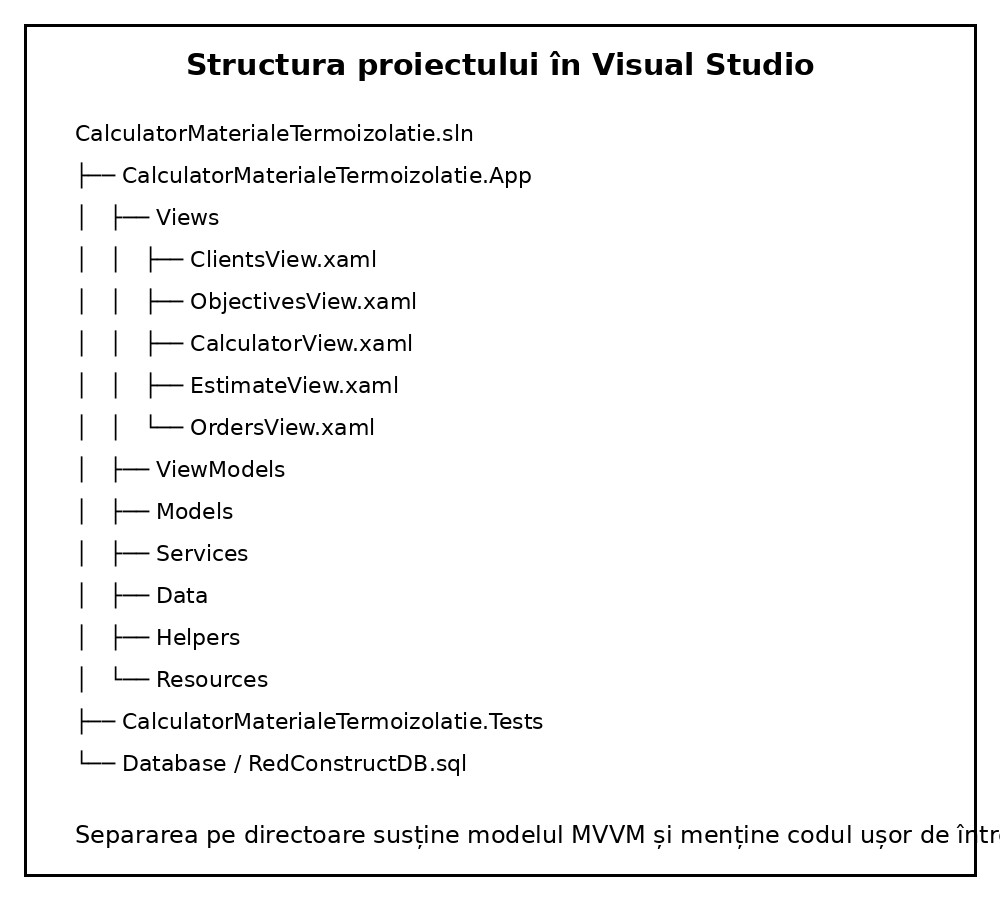 Structura proiectului în Visual Studio
CalculatorMaterialeTermoizolatie.sln
├── CalculatorMaterialeTermoizolatie.App
│   ├── Views
│   │   ├── ClientsView.xaml
│   │   ├── ObjectivesView.xaml
│   │   ├── CalculatorView.xaml
│   │   ├── EstimateView.xaml
│   │   └── OrdersView.xaml
│   ├── ViewModels
│   ├── Models
│   ├── Services
│   ├── Data
│   ├── Helpers
│   └── Resources
├── CalculatorMaterialeTermoizolatie.Tests
└── Database / RedConstructDB.sql
Separarea pe directoare susține modelul MVVM și menține codul ușor de